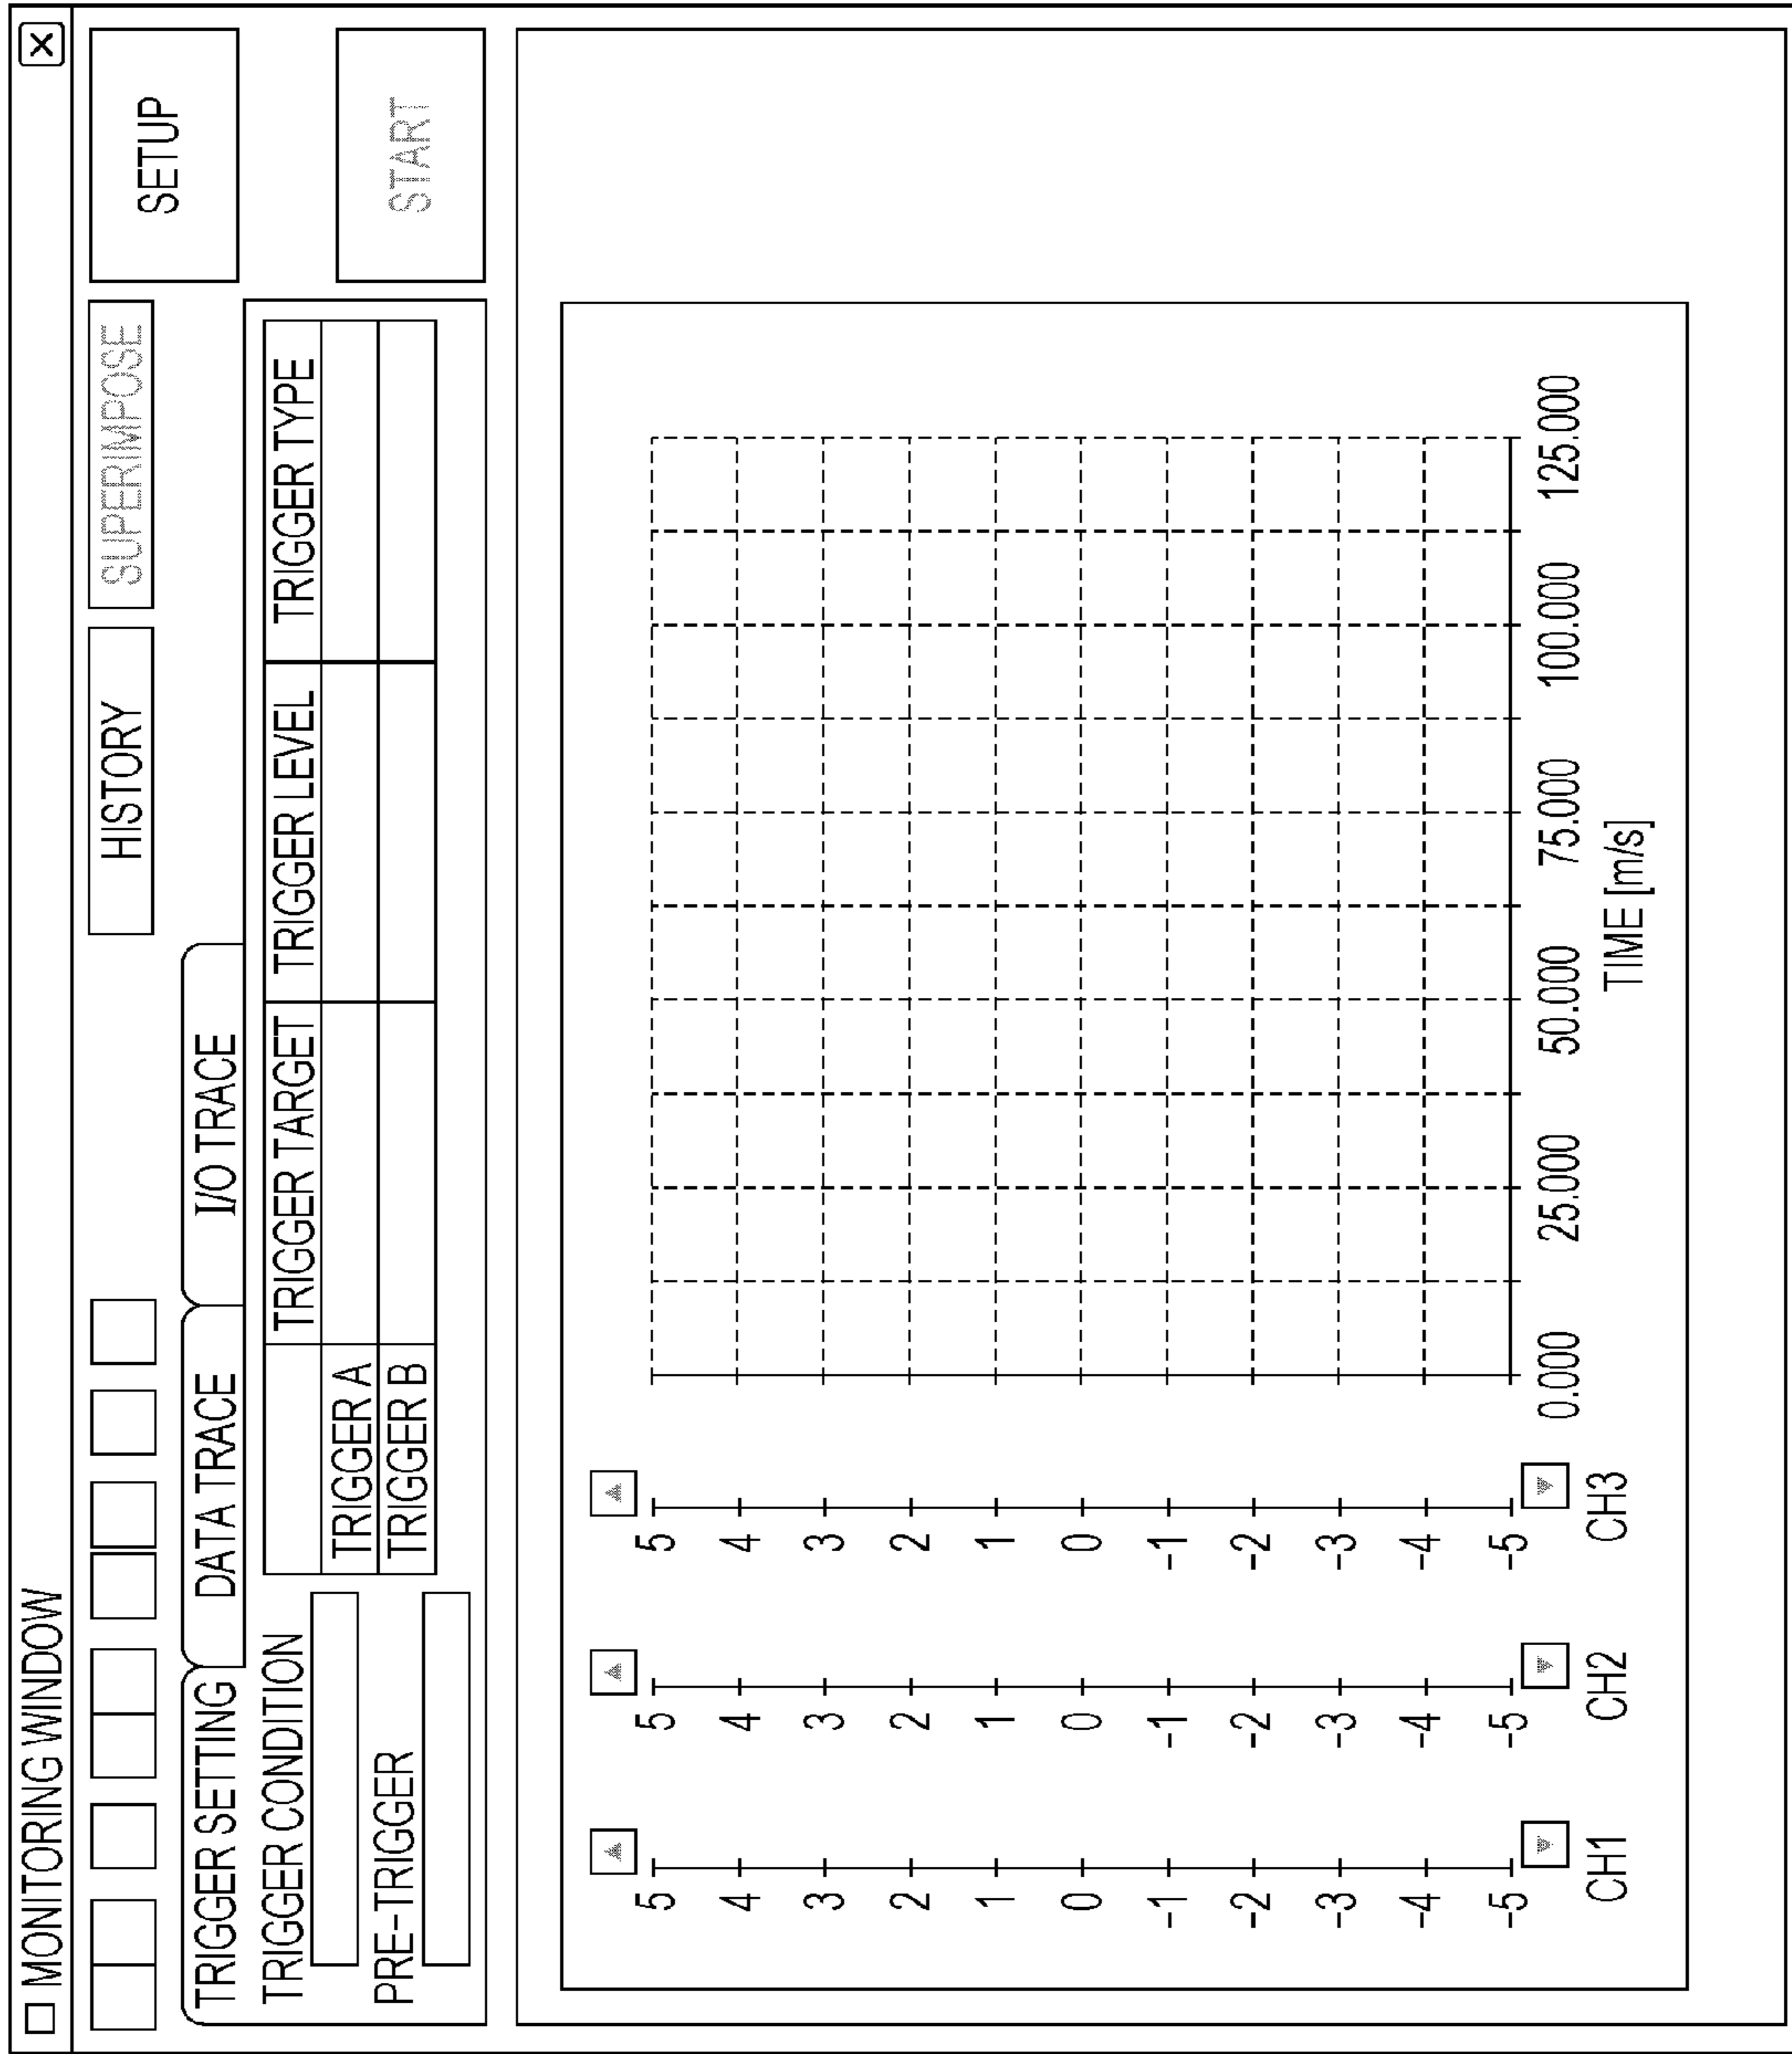 MONITORING WINDOW
X
HISTORY
SUPERIMPOSE
SETUP
TRIGGER SETTING
DATA TRACE
I/O TRACE
TRIGGER CONDITION
PRE-TRIGGER
TRIGGER TARGET
TRIGGER LEVEL
TRIGGER TYPE
TRIGGER A
TRIGGER B
START
5 5 5
4 4 4
3 3 3
2 2 2
1 1 1
0 0 0
-1 -1 -1
-2 -2 -2
-3 -3 -3
-4 -4 -4
-5 -5 -5
CH1 CH2 CH3
0.000 25.000 50.000 75.000 100.000 125.000
TIME [m/s]